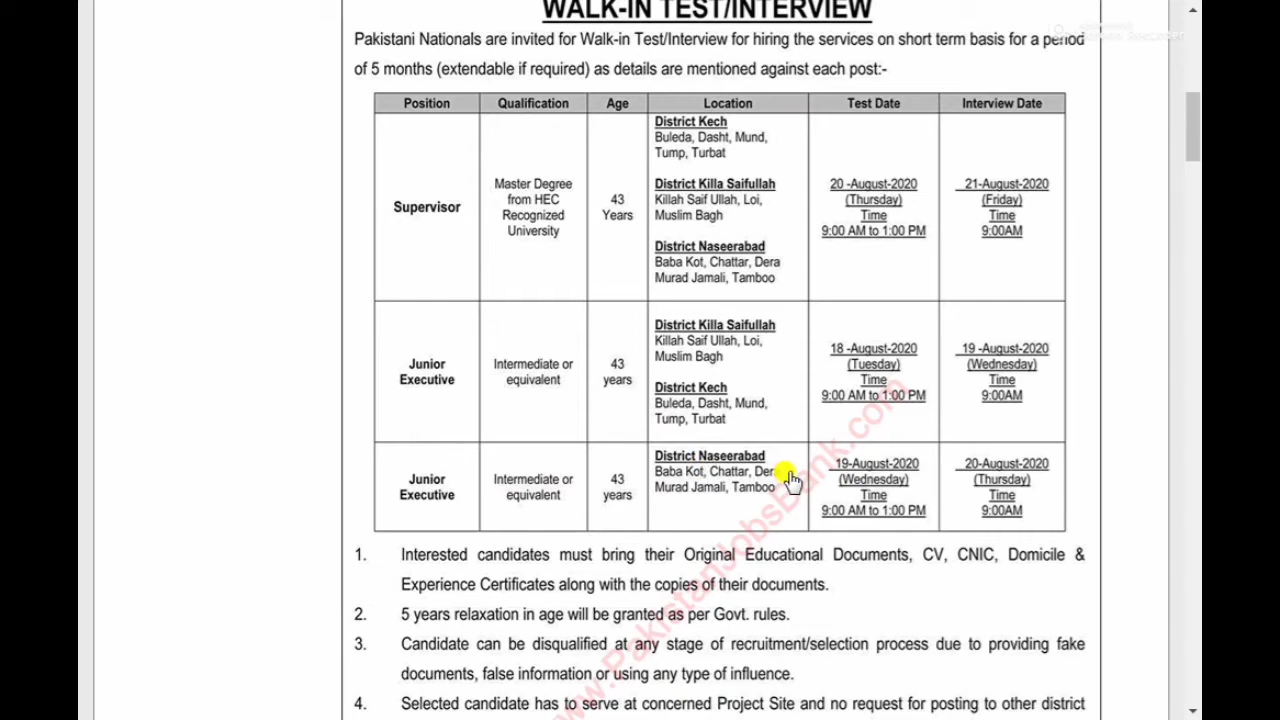 WALK-IN TEST/INTERVIEW
Pakistani Nationals are invited for Walk-in Test/Interview for hiring the services on short term basis for a period
of 5 months (extendable if required) as details are mentioned against each post:-
Position Qualification Age Location Test Date Interview Date
Supervisor
Master Degree
from HEC
Recognized
University
43
Years
District Kech
Buleda, Dasht, Mund,
Tump, Turbat
District Killa Saifullah
Killah Saif Ullah, Loi,
Muslim Bagh
District Naseerabad
Baba Kot, Chattar, Dera
Murad Jamali, Tamboo
20 -August-2020
(Thursday)
Time
9:00 AM to 1:00 PM
21-August-2020
(Friday)
Time
9:00AM
Junior
Executive
Intermediate or
equivalent
43
years
District Killa Saifullah
Killah Saif Ullah, Loi,
Muslim Bagh
District Kech
Buleda, Dasht, Mund,
Tump, Turbat
18 -August-2020
(Tuesday)
Time
9:00 AM to 1:00 PM
19 -August-2020
(Wednesday)
Time
9:00AM
Junior
Executive
Intermediate or
equivalent
43
years
District Naseerabad
Baba Kot, Chattar, Dera
Murad Jamali, Tamboo
19-August-2020
(Wednesday)
Time
9:00 AM to 1:00 PM
20-August-2020
(Thursday)
Time
9:00AM
1. Interested candidates must bring their Original Educational Documents, CV, CNIC, Domicile &
Experience Certificates along with the copies of their documents.
2. 5 years relaxation in age will be granted as per Govt. rules.
3. Candidate can be disqualified at any stage of recruitment/selection process due to providing fake
documents, false information or using any type of influence.
4. Selected candidate has to serve at concerned Project Site and no request for posting to other district
www.PakistanJobsBank.com